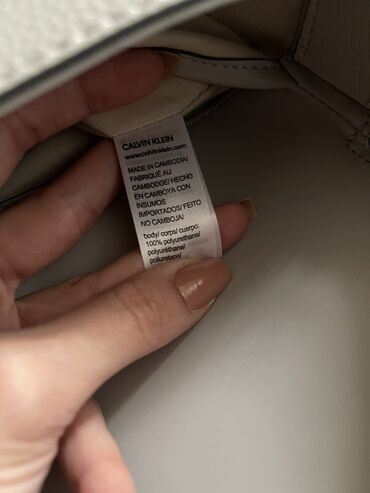 CALVIN KLEIN
www.calvinklein.com
MADE IN CAMBODIA/
FABRIQUÉ AU
CAMBODGE/ HECHO
EN CAMBOYA CON
INSUMOS
IMPORTADOS/ FEITO
NO CAMBOJA/
body/ corps/ cuerpo:
100% polyurethane/
polyuréthane/
poliuretano/